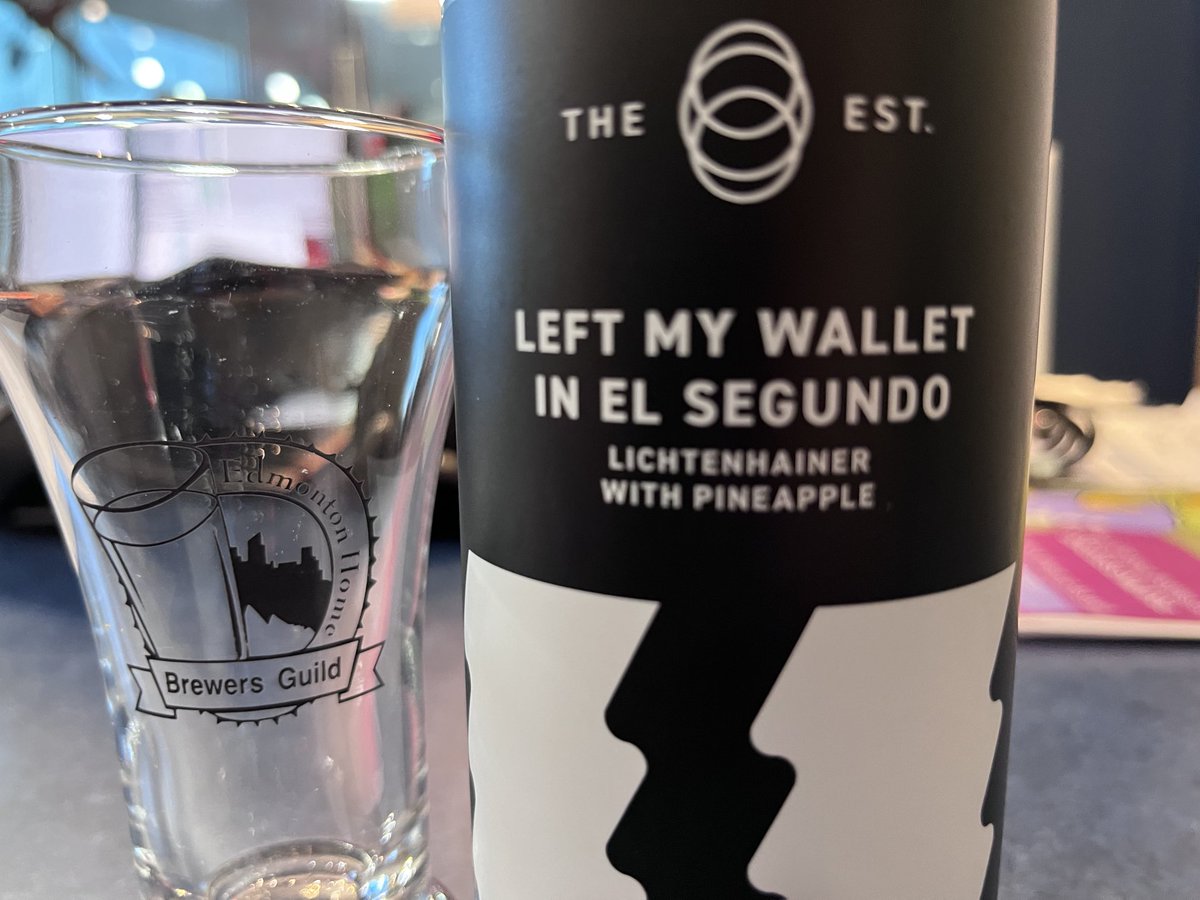 THE EST.
LEFT MY WALLET
IN EL SEGUNDO
LICHTENHAINER
WITH PINEAPPLE
Edmonton Home
Brewers Guild